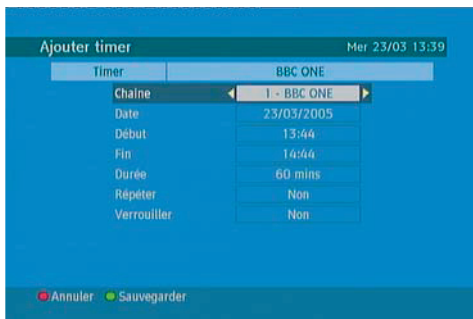 Ajouter timer Mer 23/03 13:39
Timer BBC ONE
Chaine 1 - BBC ONE
Date 23/03/2005
Début 13:44
Fin 14:44
Durée 60 mins
Répéter Non
Verrouiller Non
Annuler Sauvegarder